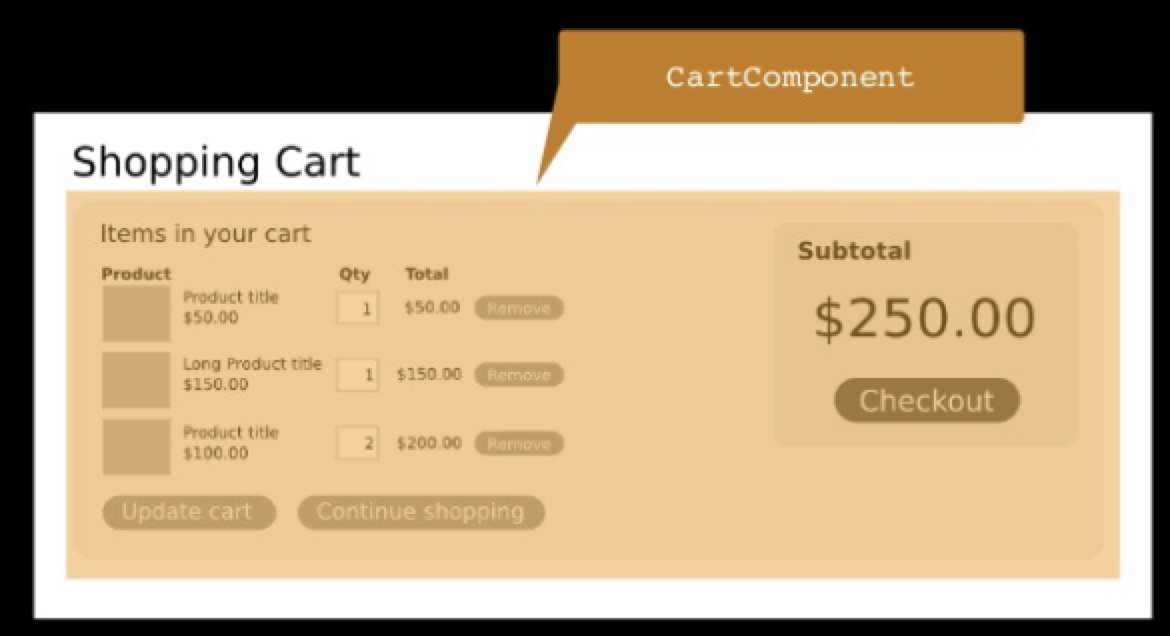 CartComponent
Shopping Cart
Items in your cart
Product Qty Total
Product title
$50.00
1 $50.00 Remove
Long Product title
$150.00
1 $150.00 Remove
Product title
$100.00
2 $200.00 Remove
Update cart Continue shopping
Subtotal
$250.00
Checkout